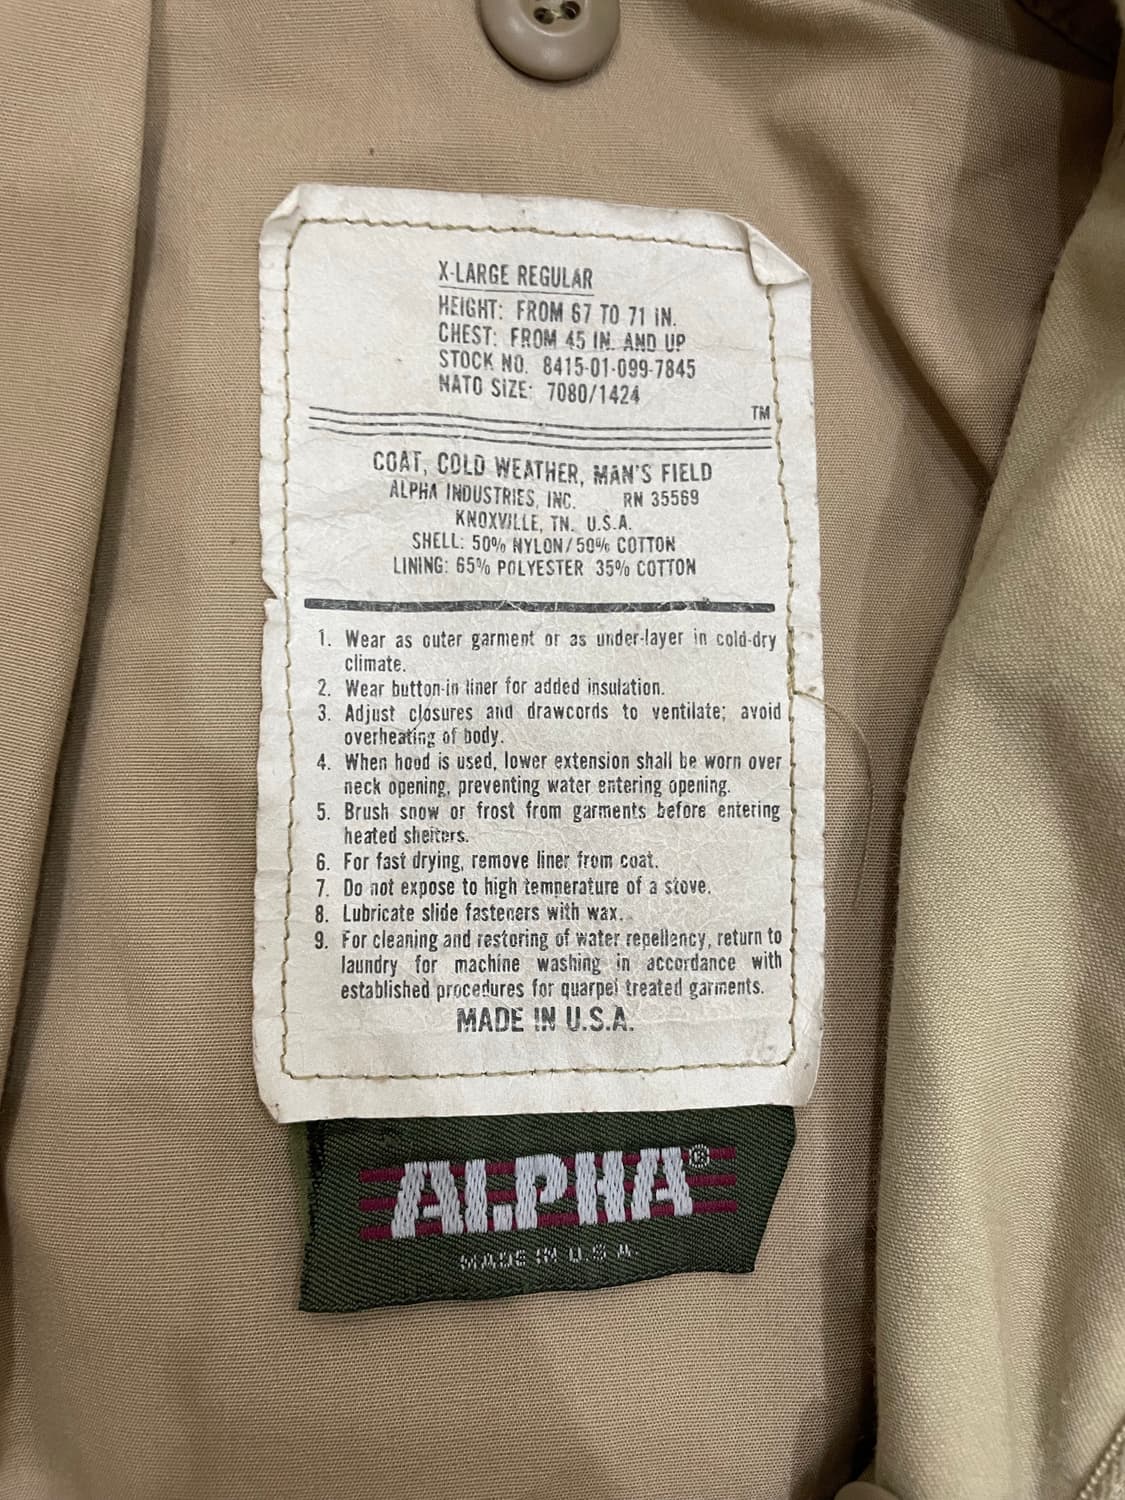 X-LARGE REGULAR
HEIGHT: FROM 67 TO 71 IN.
CHEST: FROM 45 IN. AND UP
STOCK NO. 8415-01-099-7845
NATO SIZE: 7080/1424
TM
COAT, COLD WEATHER, MAN'S FIELD
ALPHA INDUSTRIES, INC. RN 35569
KNOXVILLE, TN. U.S.A.
SHELL: 50% NYLON/50% COTTON
LINING: 65% POLYESTER 35% COTTON
1. Wear as outer garment or as under-layer in cold-dry
climate.
2. Wear button-in liner for added insulation.
3. Adjust closures and drawcords to ventilate; avoid
overheating of body.
4. When hood is used, lower extension shall be worn over
neck opening, preventing water entering opening.
5. Brush snow or frost from garments before entering
heated shelters.
6. For fast drying, remove liner from coat.
7. Do not expose to high temperature of a stove.
8. Lubricate slide fasteners with wax.
9. For cleaning and restoring of water repellency, return to
laundry for machine washing in accordance with
established procedures for quarpel treated garments.
MADE IN U.S.A.
ALPHA®
MADE IN U.S.A.